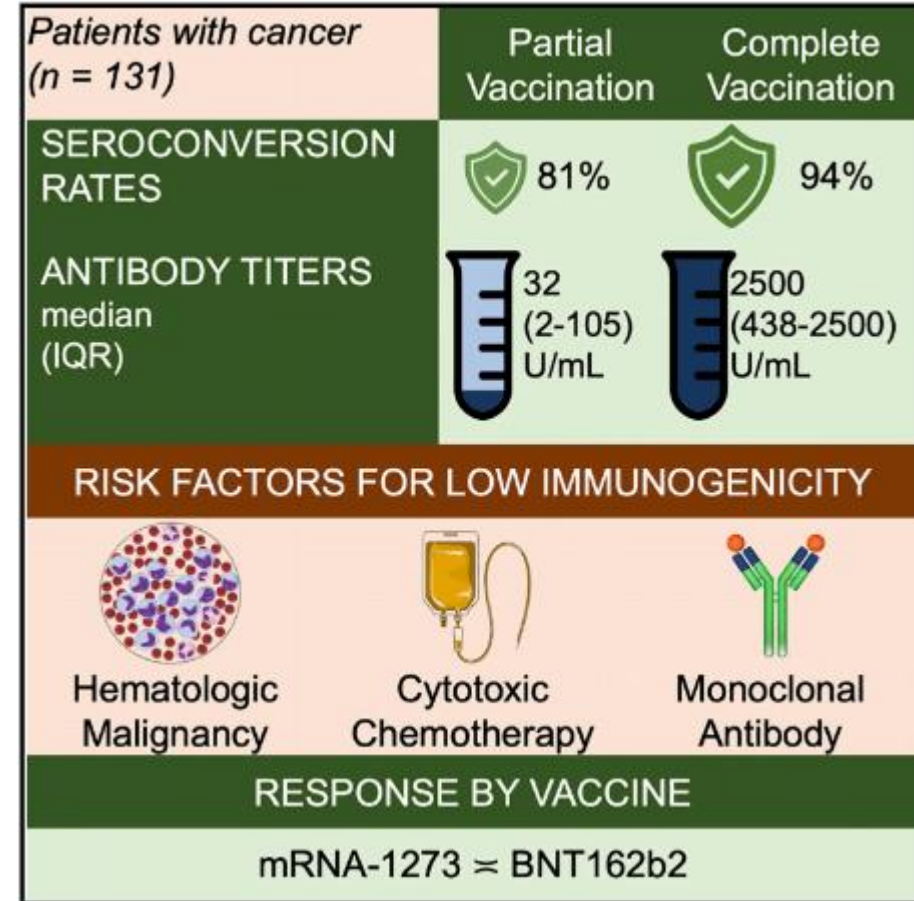 Patients with cancer
(n = 131)
Partial
Vaccination
Complete
Vaccination
SEROCONVERSION
RATES
81%
94%
ANTIBODY TITERS
median
(IQR)
32
(2-105)
U/mL
2500
(438-2500)
U/mL
RISK FACTORS FOR LOW IMMUNOGENICITY
Hematologic
Malignancy
Cytotoxic
Chemotherapy
Monoclonal
Antibody
RESPONSE BY VACCINE
mRNA-1273 ≍ BNT162b2